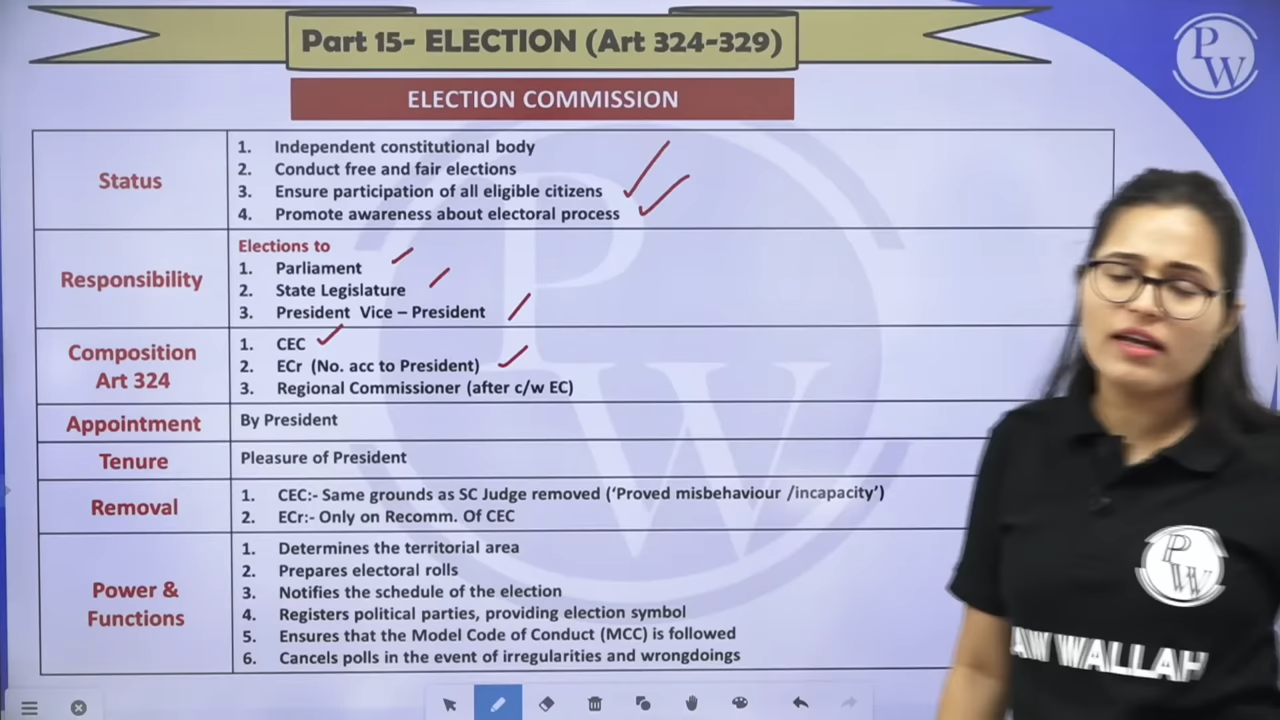 Part 15- ELECTION (Art 324-329)
PW
ELECTION COMMISSION
Status
1. Independent constitutional body
2. Conduct free and fair elections
3. Ensure participation of all eligible citizens
4. Promote awareness about electoral process
Responsibility
Elections to
1. Parliament
2. State Legislature
3. President Vice – President
Composition
Art 324
1. CEC
2. ECr (No. acc to President)
3. Regional Commissioner (after c/w EC)
Appointment
By President
Tenure
Pleasure of President
Removal
1. CEC:- Same grounds as SC Judge removed ('Proved misbehaviour /incapacity')
2. ECr:- Only on Recomm. Of CEC
Power &
Functions
1. Determines the territorial area
2. Prepares electoral rolls
3. Notifies the schedule of the election
4. Registers political parties, providing election symbol
5. Ensures that the Model Code of Conduct (MCC) is followed
6. Cancels polls in the event of irregularities and wrongdoings
PW
PW
AW WALLAH